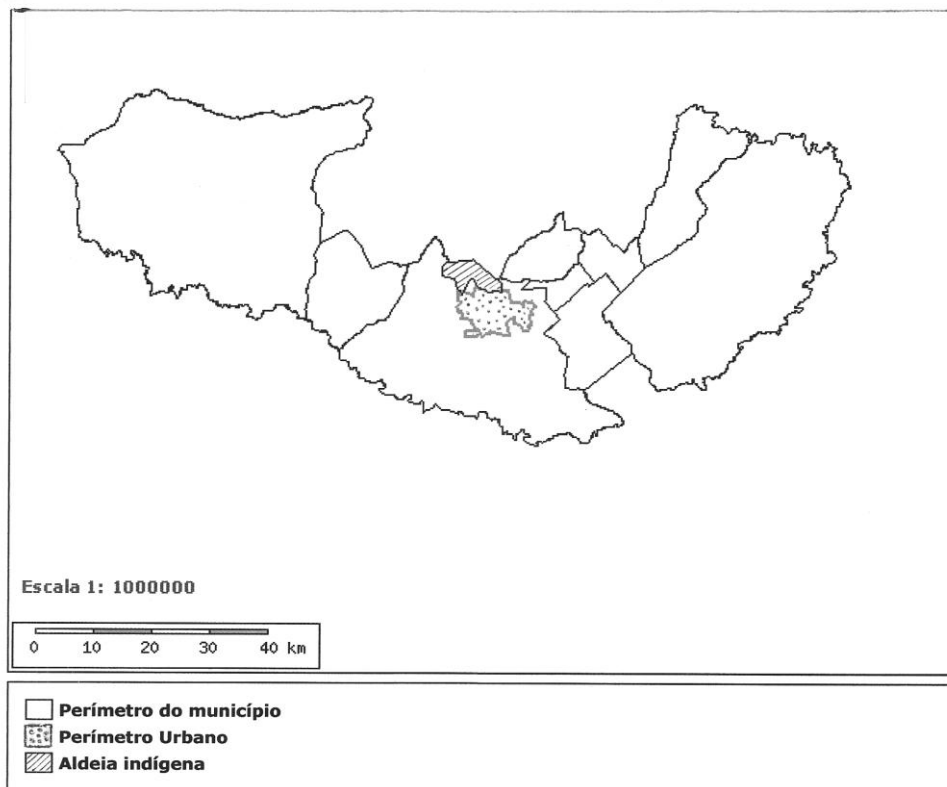 Escala 1: 1000000
0 10 20 30 40 km
Perímetro do município
Perímetro Urbano
Aldeia indígena